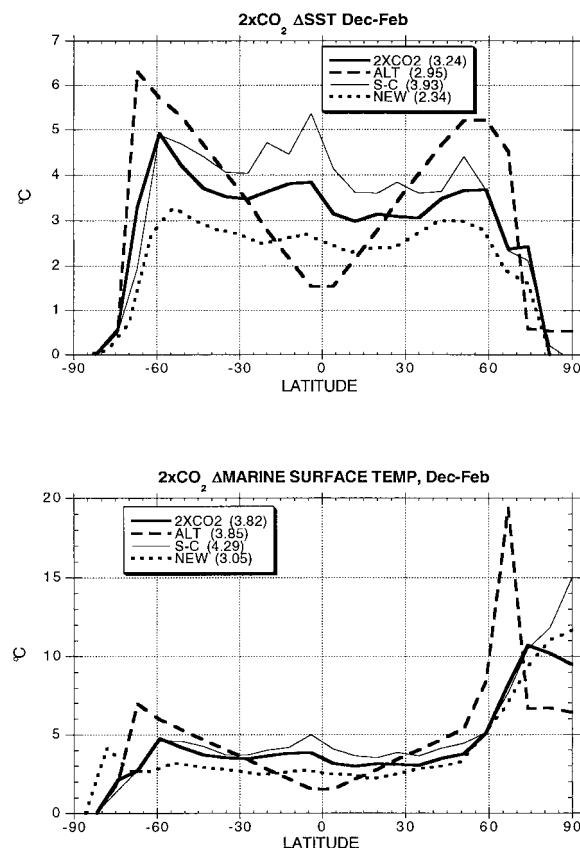 2xCO2 ΔSST Dec-Feb
2XCO2 (3.24)
ALT (2.95)
S-C (3.93)
NEW (2.34)
7
6
5
4
3
2
1
0
°C
-90 -60 -30 0 30 60 90
LATITUDE
2xCO2 ΔMARINE SURFACE TEMP, Dec-Feb
2XCO2 (3.82)
ALT (3.85)
S-C (4.29)
NEW (3.05)
20
15
10
5
0
°C
-90 -60 -30 0 30 60 90
LATITUDE